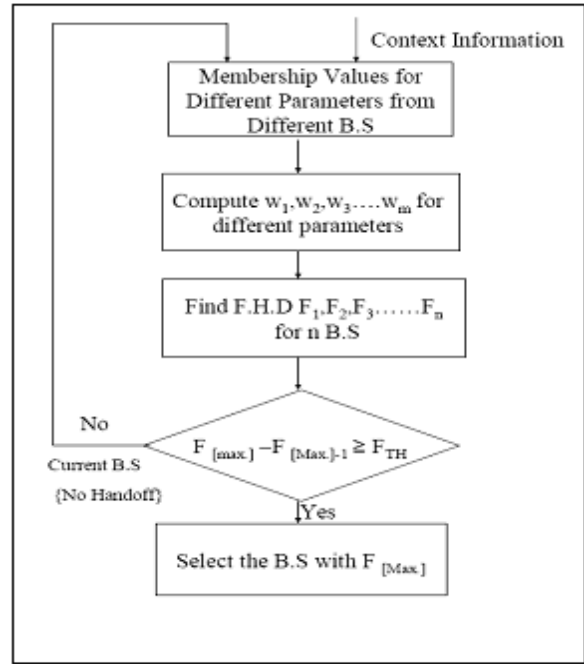 Context Information
Membership Values for
Different Parameters from
Different B.S
Compute w₁,w₂,w₃....wₘ for
different parameters
Find F.H.D F₁,F₂,F₃......Fₙ
for n B.S
No
F [max.] –F [Max.]-1 ≥ F TH
Current B.S
{No Handoff}
Yes
Select the B.S with F [Max.]